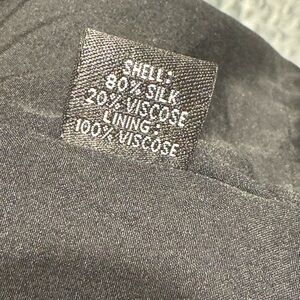 SHELL:
80% SILK
20% VISCOSE
LINING:
100% VISCOSE